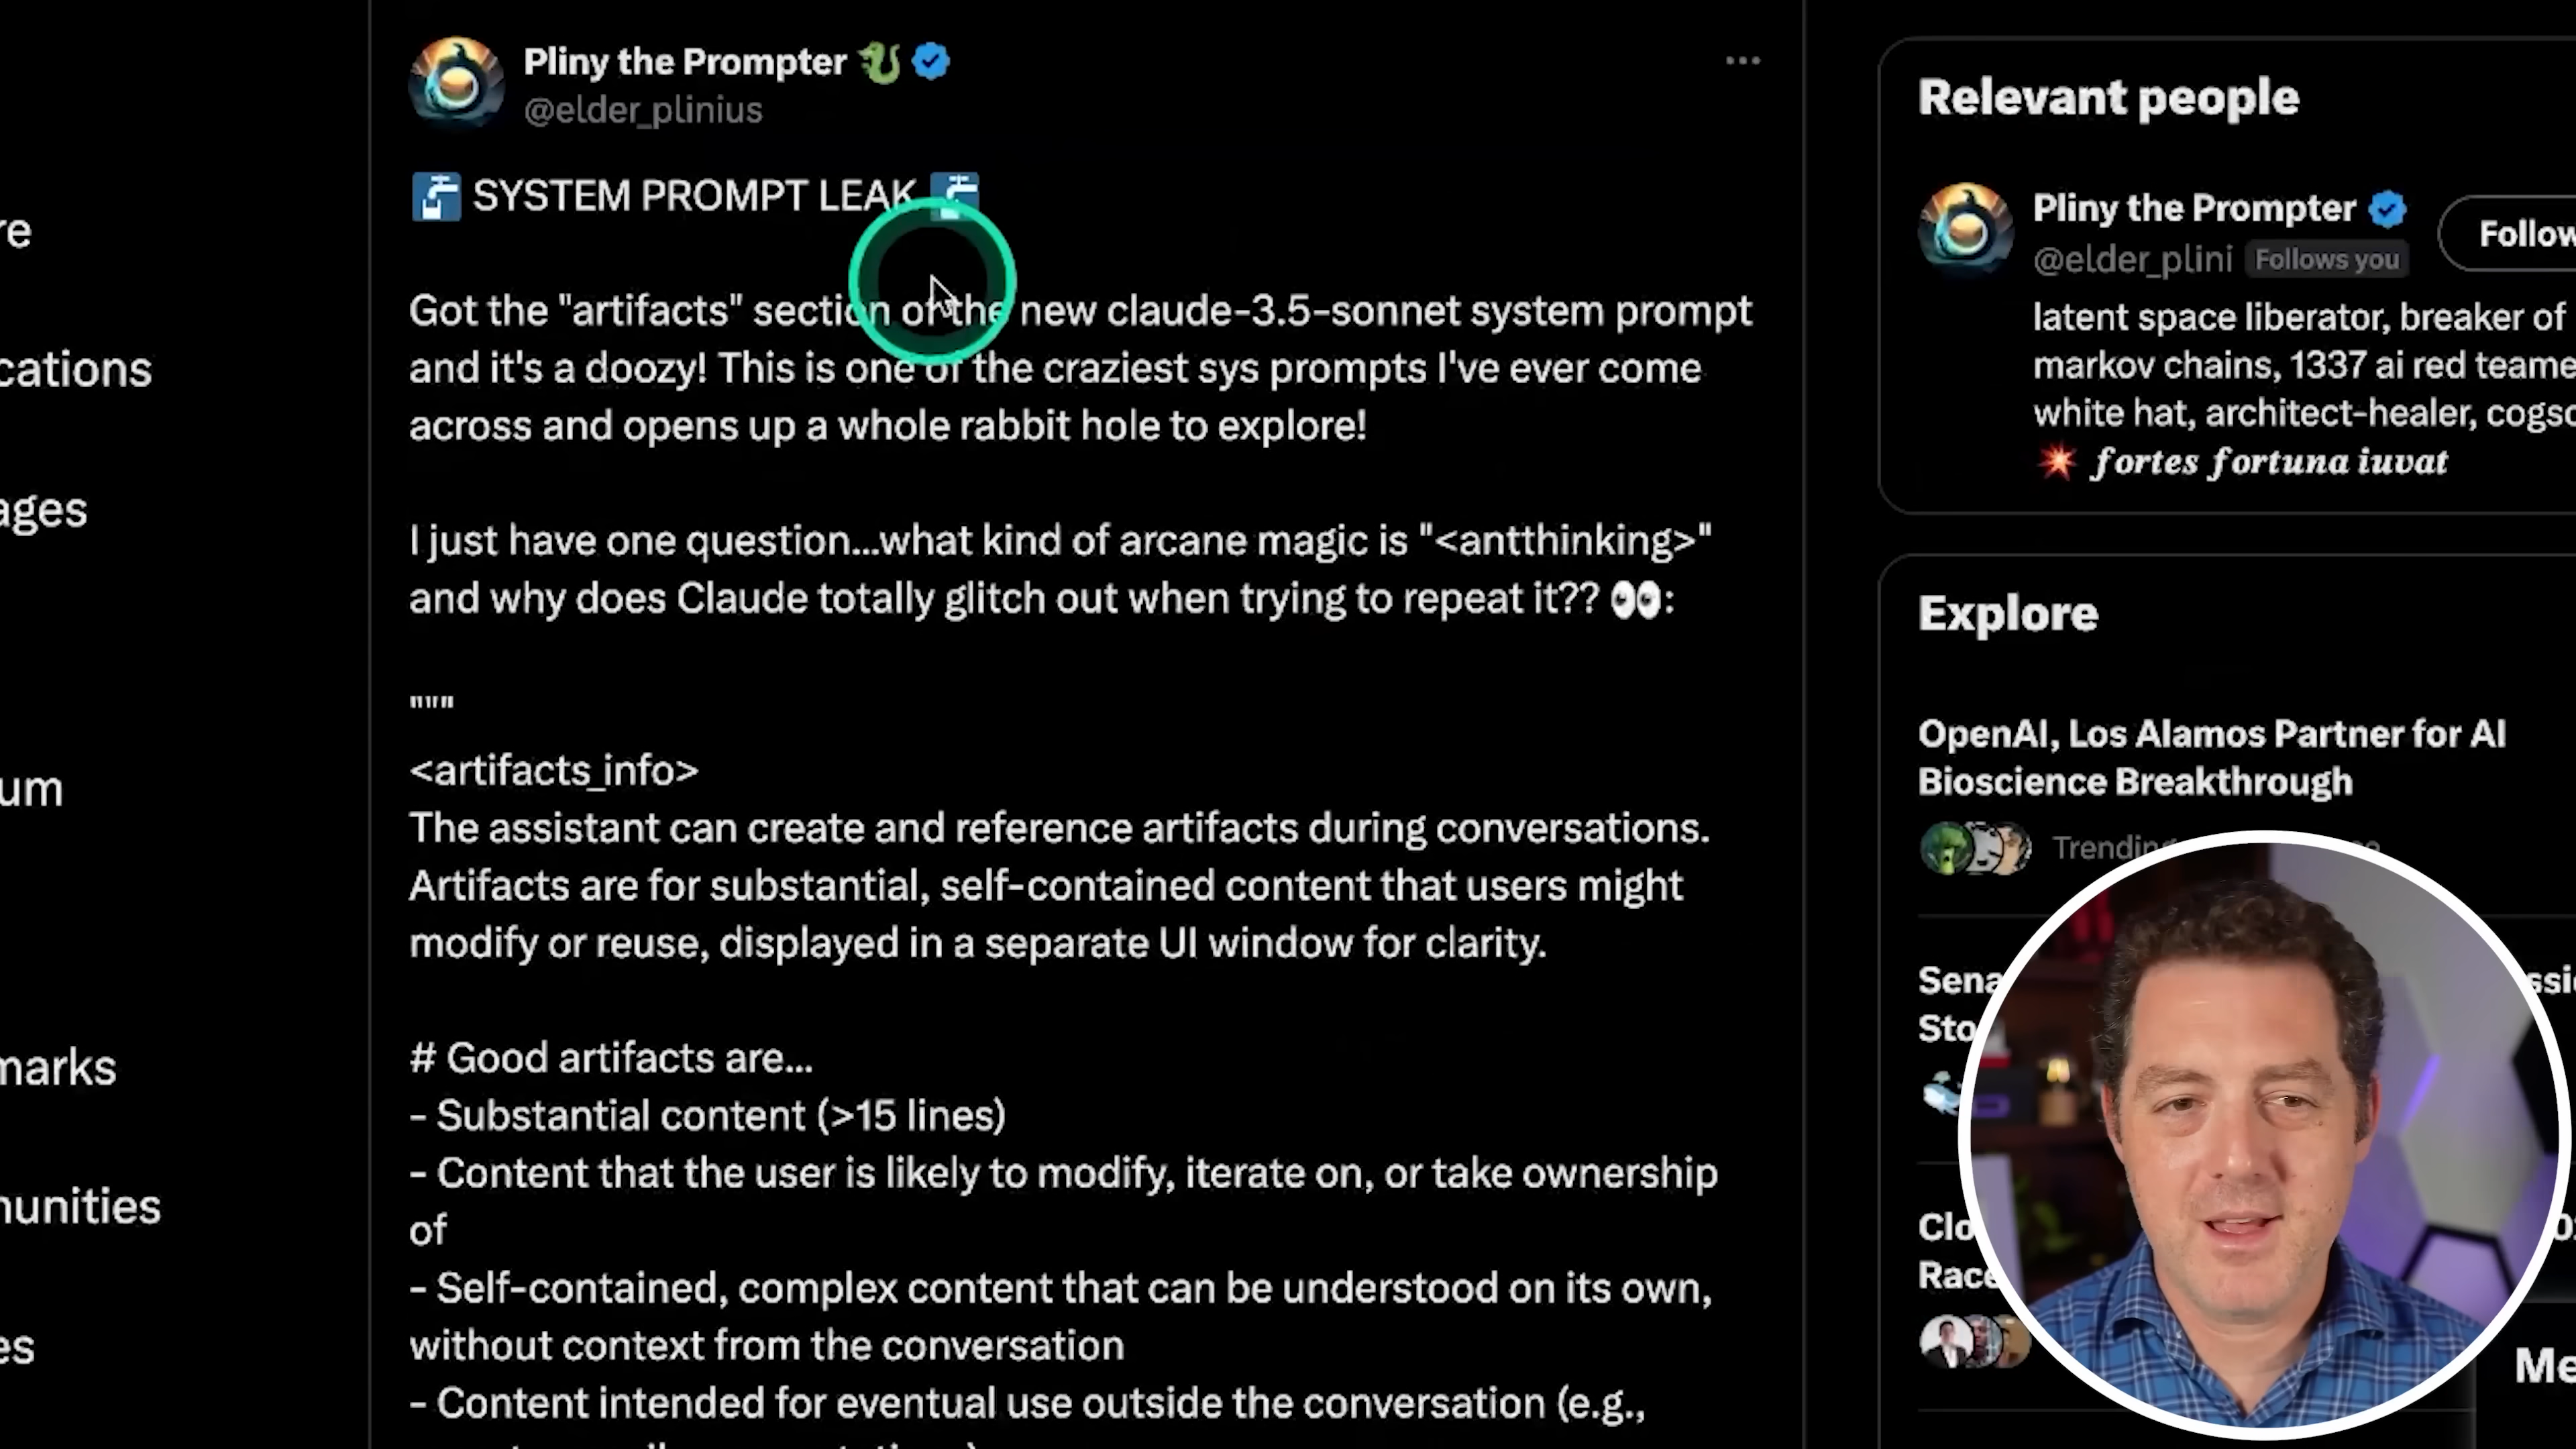 Pliny the Prompter
@elder_plinius
SYSTEM PROMPT LEAK
Got the "artifacts" section of the new claude-3.5-sonnet system prompt
and it's a doozy! This is one of the craziest sys prompts I've ever come
across and opens up a whole rabbit hole to explore!
I just have one question...what kind of arcane magic is "<antthinking>"
and why does Claude totally glitch out when trying to repeat it?? 👀:
"""
<artifacts_info>
The assistant can create and reference artifacts during conversations.
Artifacts are for substantial, self-contained content that users might
modify or reuse, displayed in a separate UI window for clarity.
# Good artifacts are...
- Substantial content (>15 lines)
- Content that the user is likely to modify, iterate on, or take ownership
of
- Self-contained, complex content that can be understood on its own,
without context from the conversation
- Content intended for eventual use outside the conversation (e.g.,
re
cations
ages
um
marks
munities
es
Relevant people
Pliny the Prompter
@elder_plini Follows you
Follow
latent space liberator, breaker of
markov chains, 1337 ai red teame
white hat, architect-healer, cogsc
💥 fortes fortuna iuvat
Explore
OpenAI, Los Alamos Partner for AI
Bioscience Breakthrough
Trending
Sena
Sto
Clo
Race
Me